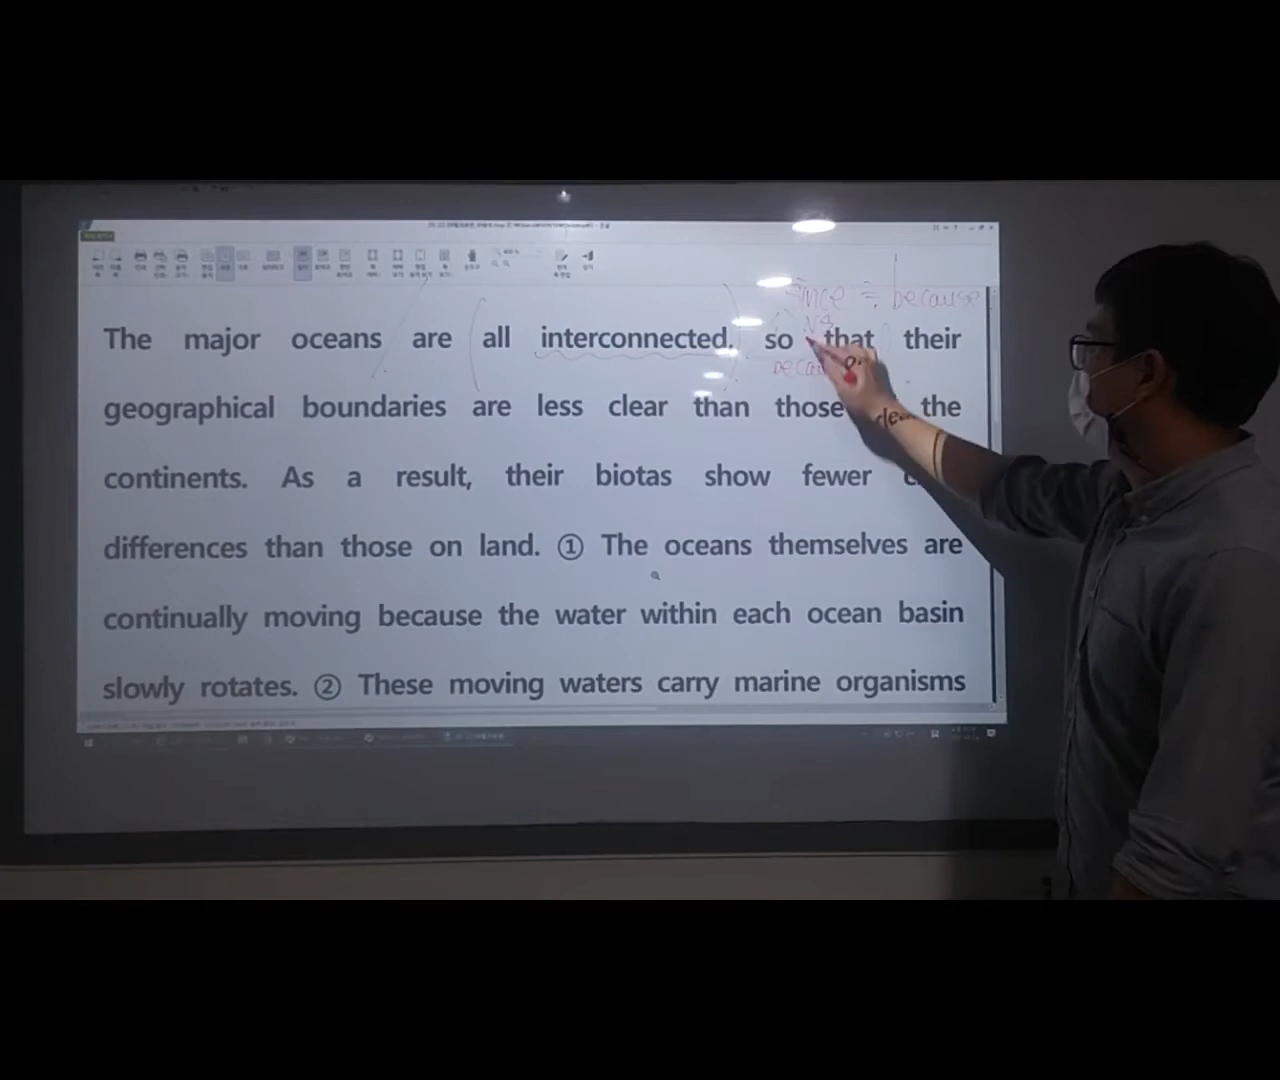 since = because
vs
The major oceans are all interconnected, so that their
geographical boundaries are less clear than those the
continents. As a result, their biotas show fewer
differences than those on land. ① The oceans themselves are
continually moving because the water within each ocean basin
slowly rotates. ② These moving waters carry marine organisms